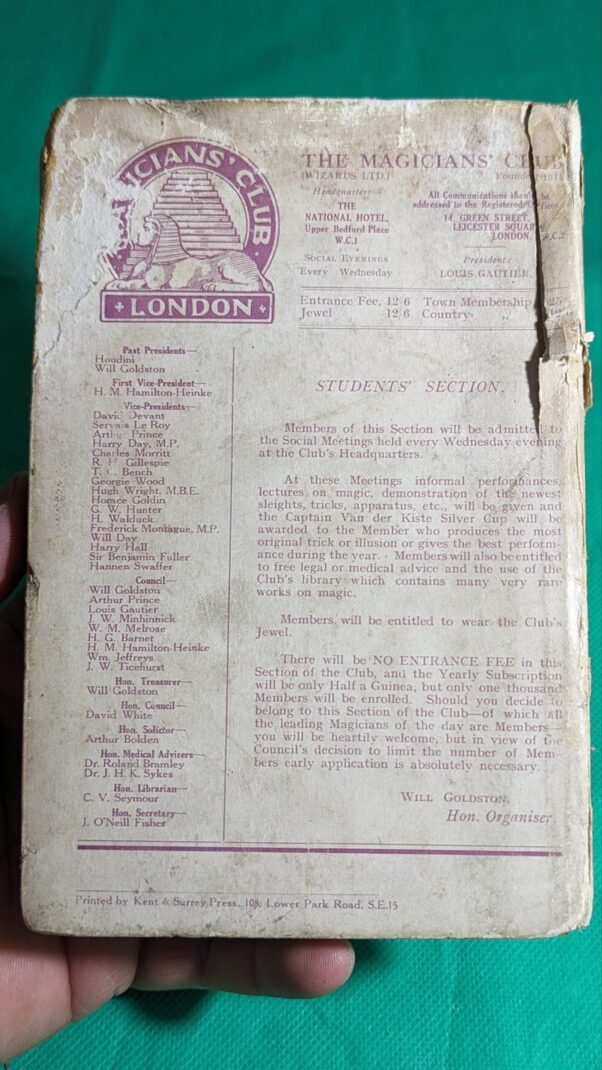 MAGICIANS' CLUB
LONDON
THE MAGICIANS' CLUB
(WIZARDS LTD.)
Founded 1911
Headquarters
THE
NATIONAL HOTEL,
Upper Bedford Place
W.C.1
Social Evenings
Every Wednesday
All Communications should be
addressed to the Registered
14, GREEN STREET,
LEICESTER SQUARE
LONDON, W.C.2
President:
LOUIS GAUTIER.
Entrance Fee, 12/6 Town Membership 25
Jewel 12/6 Country „
Past Presidents—
Houdini
Will Goldston
First Vice-President—
H. M. Hamilton-Heinke
Vice-Presidents—
David Devant
Servais Le Roy
Arthur Prince
Harry Day, M.P.
Charles Morritt
R. H. Gillespie
T. C. Bench
Georgie Wood
Hugh Wright, M.B.E.
Horace Goldin
G. W. Hunter
H. Walduck
Frederick Montague, M.P.
Will Day
Harry Hall
Sir Benjamin Fuller
Hannen Swaffer
Council—
Will Goldston
Arthur Prince
Louis Gautier
J. W. Minhinnick
W. M. Melrose
H. G. Barnet
H. M. Hamilton-Heinke
Wm. Jeffreys
J. W. Ticehurst
Hon. Treasurer—
Will Goldston
Hon. Council—
David White
Hon. Solicitor—
Arthur Bolden
Hon. Medical Advisers—
Dr. Roland Bramley
Dr. J. H. K. Sykes
Hon. Librarian—
C. V. Seymour
Hon. Secretary—
J. O'Neill Fisher
STUDENTS' SECTION.
Members of this Section will be admitted to
the Social Meetings held every Wednesday evening
at the Club's Headquarters.
At these Meetings informal performances,
lectures on magic, demonstration of the newest
sleights, tricks, apparatus, etc., will be given and
the Captain Van der Kiste Silver Cup will be
awarded to the Member who produces the most
original trick or illusion or gives the best perform-
ance during the year. Members will also be entitled
to free legal or medical advice and the use of the
Club's library which contains many very rare
works on magic.
Members will be entitled to wear the Club's
Jewel.
There will be NO ENTRANCE FEE in this
Section of the Club, and the Yearly Subscription
will be only Half a Guinea, but only one thousand
Members will be enrolled. Should you decide to
belong to this Section of the Club—of which all
the leading Magicians of the day are Members—
you will be heartily welcome, but in view of the
Council's decision to limit the number of Mem-
bers early application is absolutely necessary.
Will Goldston,
Hon. Organiser.
Printed by Kent & Surrey Press, 108, Lower Park Road, S.E.15